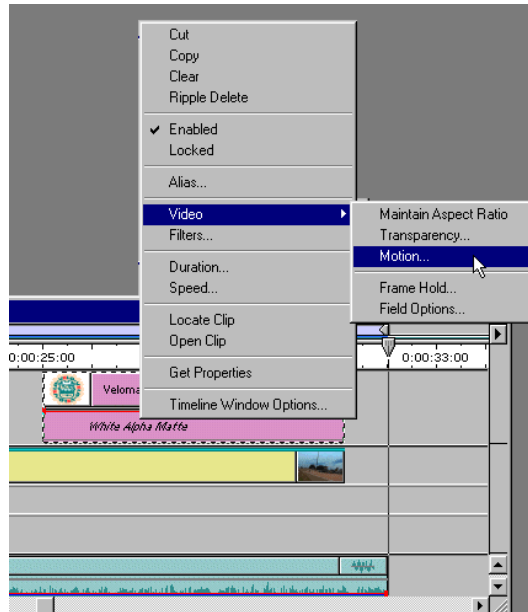 Cut
Copy
Clear
Ripple Delete
Enabled
Locked
Alias...
Video
Filters...
Duration...
Speed...
Locate Clip
Open Clip
Get Properties
Timeline Window Options...
Maintain Aspect Ratio
Transparency...
Motion...
Frame Hold...
Field Options...
0:00:25:00
0:00:33:00
Veloma
White Alpha Matte